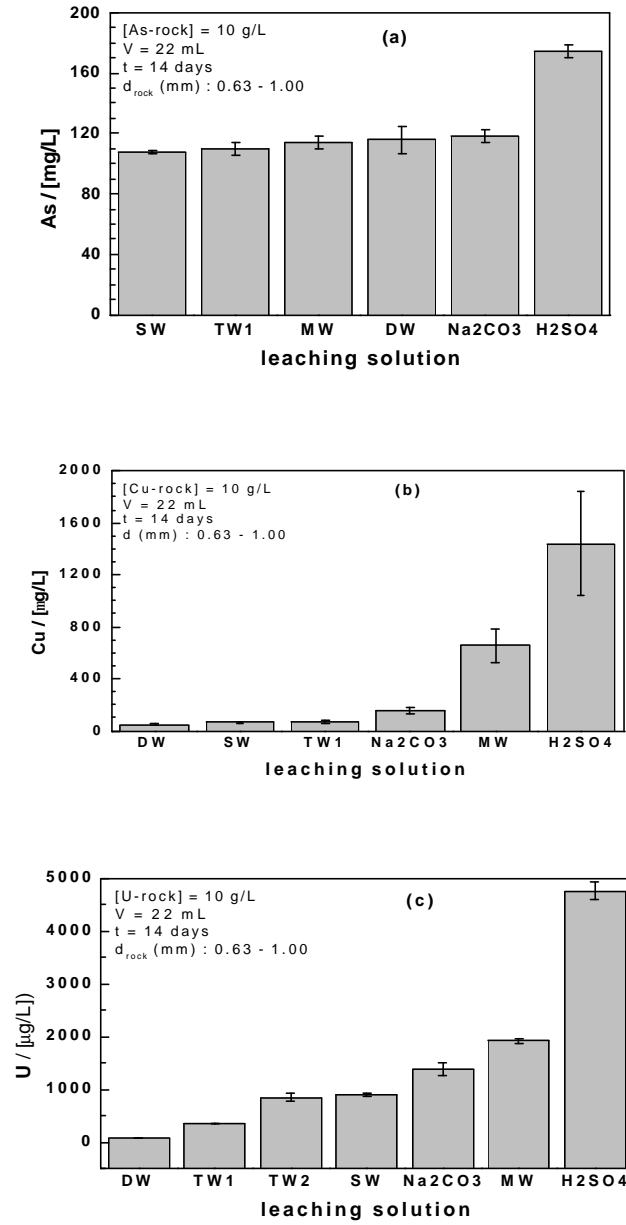 200
160
120
80
40
0
As / [mg/L]
[As-rock] = 10 g/L
V = 22 mL
t = 14 days
d rock (mm) : 0.63 - 1.00
(a)
SW TW1 MW DW Na2CO3 H2SO4
leaching solution
2000
1600
1200
800
400
0
Cu / [mg/L]
[Cu-rock] = 10 g/L
V = 22 mL
t = 14 days
d (mm) : 0.63 - 1.00
(b)
DW SW TW1 Na2CO3 MW H2SO4
leaching solution
5000
4000
3000
2000
1000
0
U / [µg/L])
[U-rock] = 10 g/L
V = 22 mL
t = 14 days
d rock (mm) : 0.63 - 1.00
(c)
DW TW1 TW2 SW Na2CO3 MW H2SO4
leaching solution